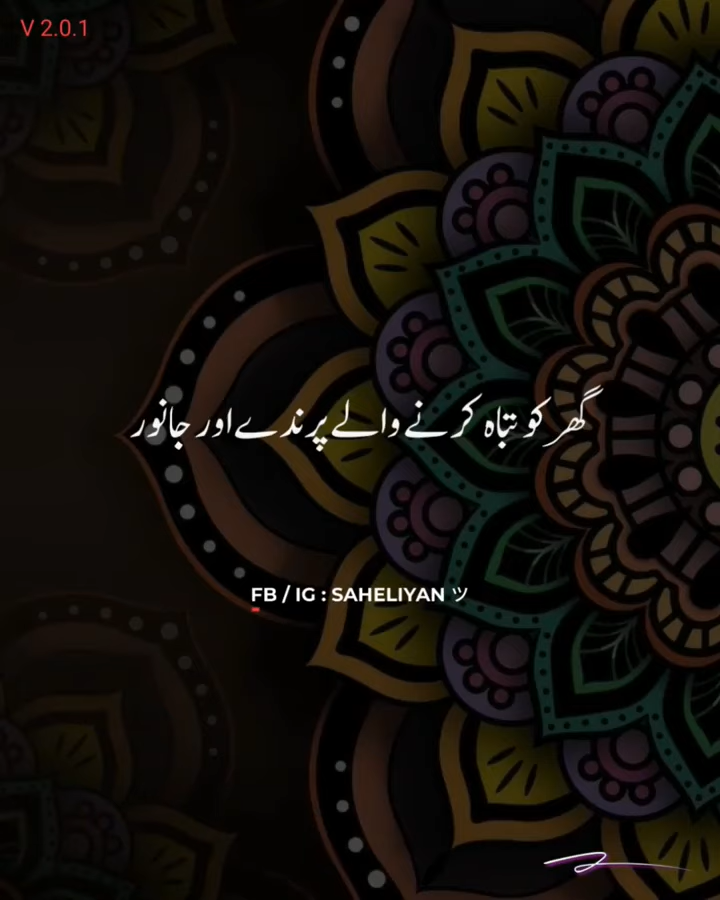 V 2.0.1
گھر کو تباہ کرنے والے پرندے اور جانور
FB / IG : SAHELIYAN ツ